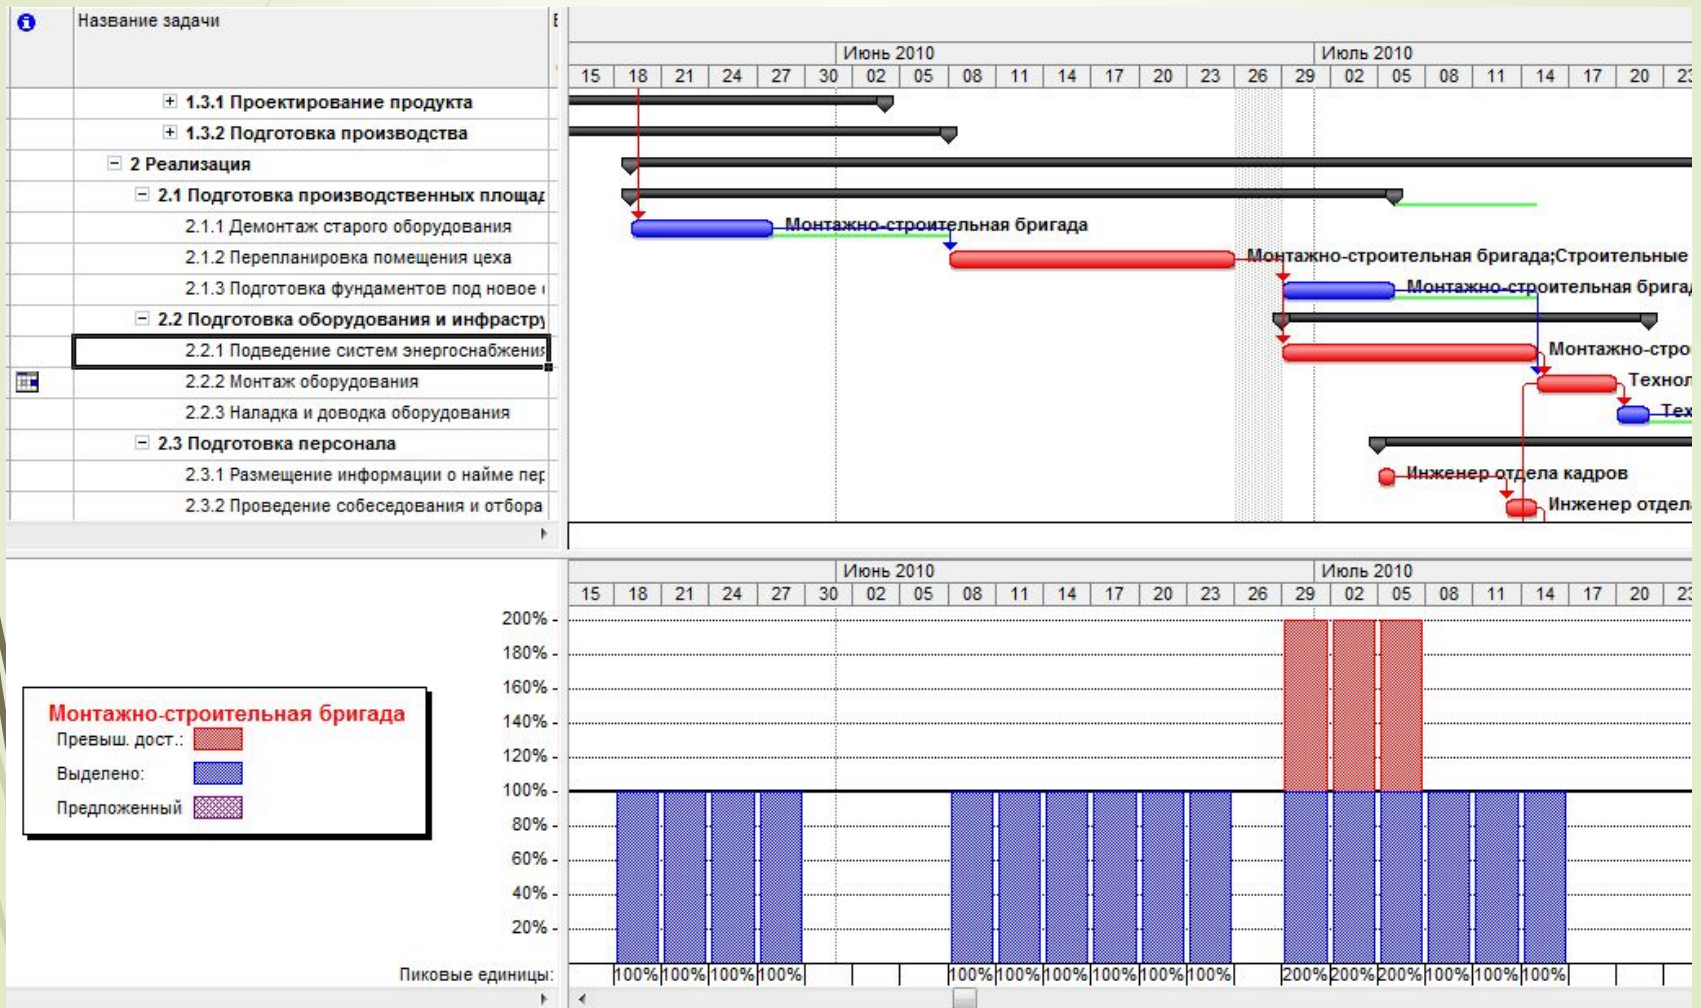 Название задачи
Июнь 2010 Июль 2010
15 18 21 24 27 30 02 05 08 11 14 17 20 23 26 29 02 05 08 11 14 17 20 23
1.3.1 Проектирование продукта
1.3.2 Подготовка производства
2 Реализация
2.1 Подготовка производственных площад
2.1.1 Демонтаж старого оборудования Монтажно-строительная бригада
2.1.2 Перепланировка помещения цеха Монтажно-строительная бригада;Строительные
2.1.3 Подготовка фундаментов под новое Монтажно-строительная бригад
2.2 Подготовка оборудования и инфрастру
2.2.1 Подведение систем энергоснабжения Монтажно-стро
2.2.2 Монтаж оборудования Технол
2.2.3 Наладка и доводка оборудования Тех
2.3 Подготовка персонала
2.3.1 Размещение информации о найме пер Инженер отдела кадров
2.3.2 Проведение собеседования и отбора Инженер отдел
Июнь 2010 Июль 2010
15 18 21 24 27 30 02 05 08 11 14 17 20 23 26 29 02 05 08 11 14 17 20 23
200%
180%
160%
140%
120%
100%
80%
60%
40%
20%
Монтажно-строительная бригада
Превыш. дост.:
Выделено:
Предложенный
Пиковые единицы: 100% 100% 100% 100% 100% 100% 100% 100% 100% 100% 200% 200% 200% 100% 100% 100%